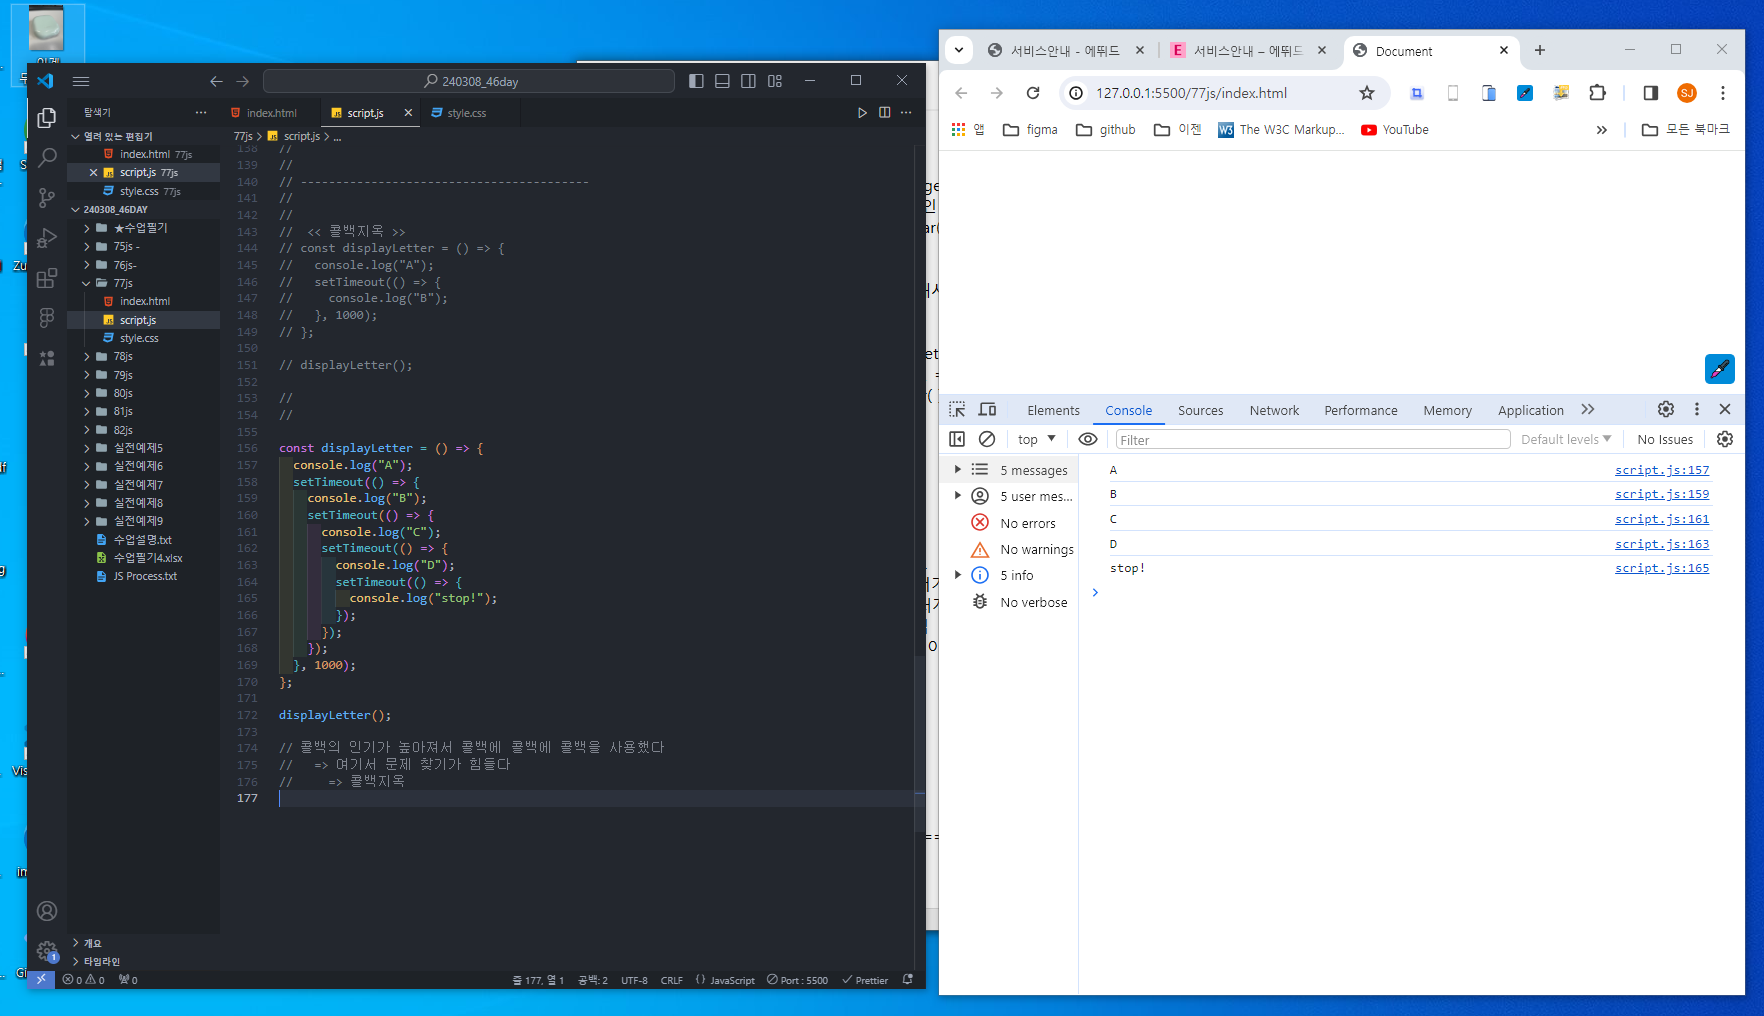 240308_46day
탐색기
index.html
script.js
style.css
열려 있는 편집기
index.html 77js
script.js 77js
style.css 77js
240308_46DAY
★수업필기
75js -
76js-
77js
index.html
script.js
style.css
78js
79js
80js
81js
82js
실전예제5
실전예제6
실전예제7
실전예제8
실전예제9
수업설명.txt
수업필기4.xlsx
JS Process.txt
개요
타임라인
77js > script.js > ...
138 //
139 //
140 // -----------------------------------------
141 //
142 //
143 // << 콜백지옥 >>
144 // const displayLetter = () => {
145 //   console.log("A");
146 //   setTimeout(() => {
147 //     console.log("B");
148 //   }, 1000);
149 // };
150
151 // displayLetter();
152
153 //
154 //
155
156 const displayLetter = () => {
157   console.log("A");
158   setTimeout(() => {
159     console.log("B");
160     setTimeout(() => {
161       console.log("C");
162       setTimeout(() => {
163         console.log("D");
164         setTimeout(() => {
165           console.log("stop!");
166         });
167       });
168     });
169   }, 1000);
170 };
171
172 displayLetter();
173
174 // 콜백의 인기가 높아져서 콜백에 콜백에 콜백을 사용했다
175 //   => 여기서 문제 찾기가 힘들다
176 //     => 콜백지옥
177
0 0 0
줄 177, 열 1 공백: 2 UTF-8 CRLF {} JavaScript Port : 5500 Prettier
1
서비스안내 - 에뛰드
서비스안내 – 에뛰드
Document
127.0.0.1:5500/77js/index.html
SJ
앱 figma github 이젠 The W3C Markup... YouTube
모든 북마크
Elements Console Sources Network Performance Memory Application
top Filter Default levels No Issues
5 messages
5 user mes...
No errors
No warnings
5 info
No verbose
A script.js:157
B script.js:159
C script.js:161
D script.js:163
stop! script.js:165